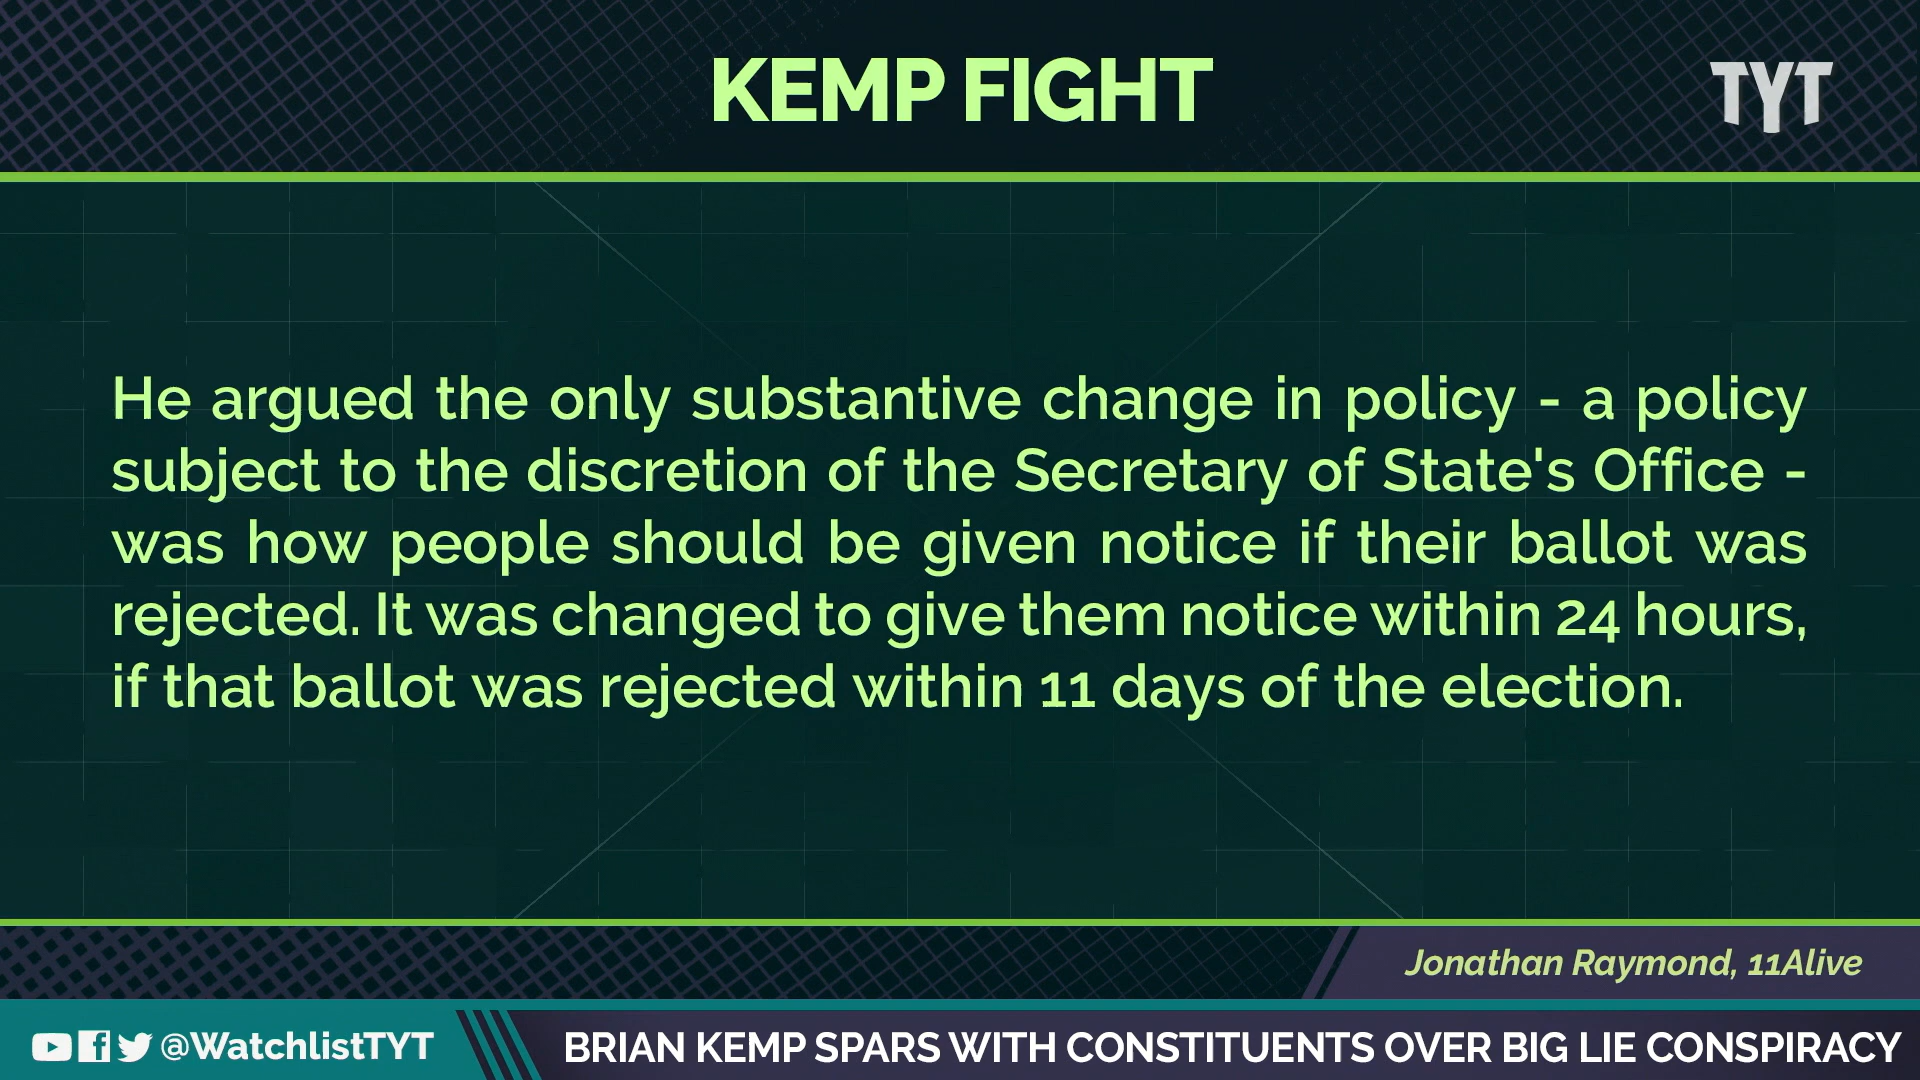 KEMP FIGHT
TYT
He argued the only substantive change in policy - a policy
subject to the discretion of the Secretary of State's Office -
was how people should be given notice if their ballot was
rejected. It was changed to give them notice within 24 hours,
if that ballot was rejected within 11 days of the election.
Jonathan Raymond, 11Alive
@WatchlistTYT
BRIAN KEMP SPARS WITH CONSTITUENTS OVER BIG LIE CONSPIRACY